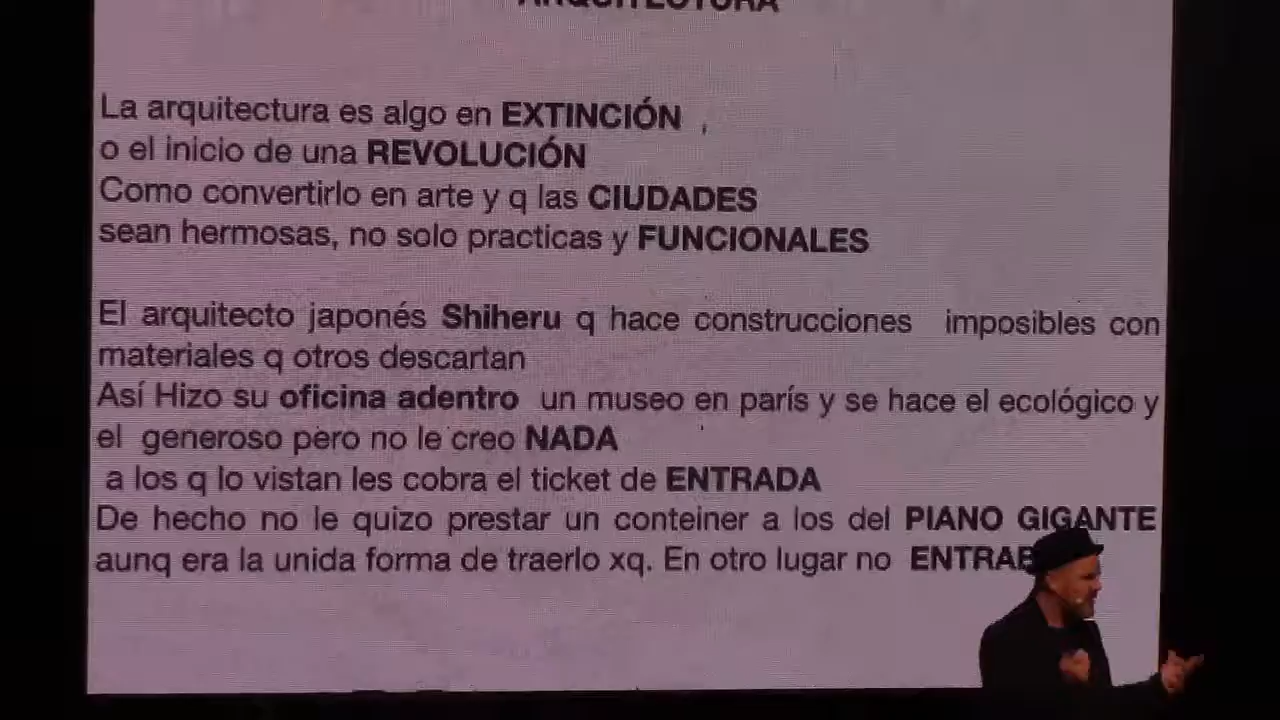 ARQUITECTURA
La arquitectura es algo en EXTINCIÓN ,
o el inicio de una REVOLUCIÓN
Como convertirlo en arte y q las CIUDADES
sean hermosas, no solo practicas y FUNCIONALES
El arquitecto japonés Shiheru q hace construcciones imposibles con
materiales q otros descartan
Así Hizo su oficina adentro un museo en parís y se hace el ecológico y
el generoso pero no le creo NADA
a los q lo vistan les cobra el ticket de ENTRADA
De hecho no le quizo prestar un conteiner a los del PIANO GIGANTE
aunq era la unida forma de traerlo xq. En otro lugar no